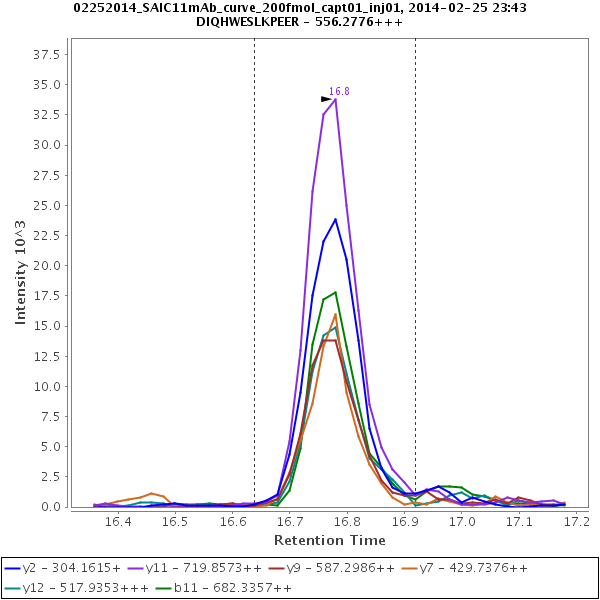 02252014_SAIC11mAb_curve_200fmol_capt01_inj01, 2014-02-25 23:43
DIQHWESLKPEER - 556.2776+++
37.5
35.0
32.5
30.0
27.5
25.0
22.5
20.0
17.5
15.0
12.5
10.0
7.5
5.0
2.5
0.0
Intensity 10^3
16.8
16.4 16.5 16.6 16.7 16.8 16.9 17.0 17.1 17.2
Retention Time
y2 - 304.1615+ y11 - 719.8573++ y9 - 587.2986++ y7 - 429.7376++
y12 - 517.9353+++ b11 - 682.3357++